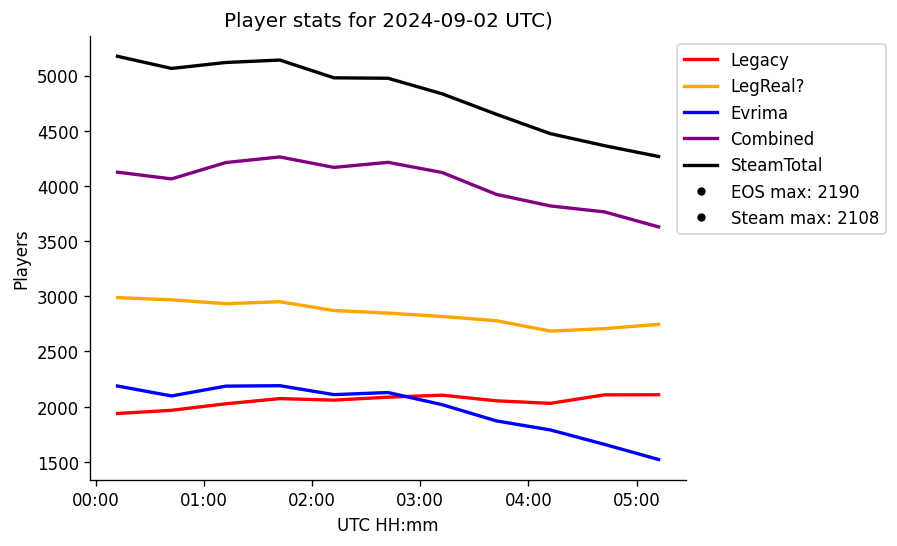 Player stats for 2024-09-02 UTC)
Legacy
LegReal?
Evrima
Combined
SteamTotal
EOS max: 2190
Steam max: 2108
5000
4500
4000
3500
3000
2500
2000
1500
Players
00:00 01:00 02:00 03:00 04:00 05:00
UTC HH:mm